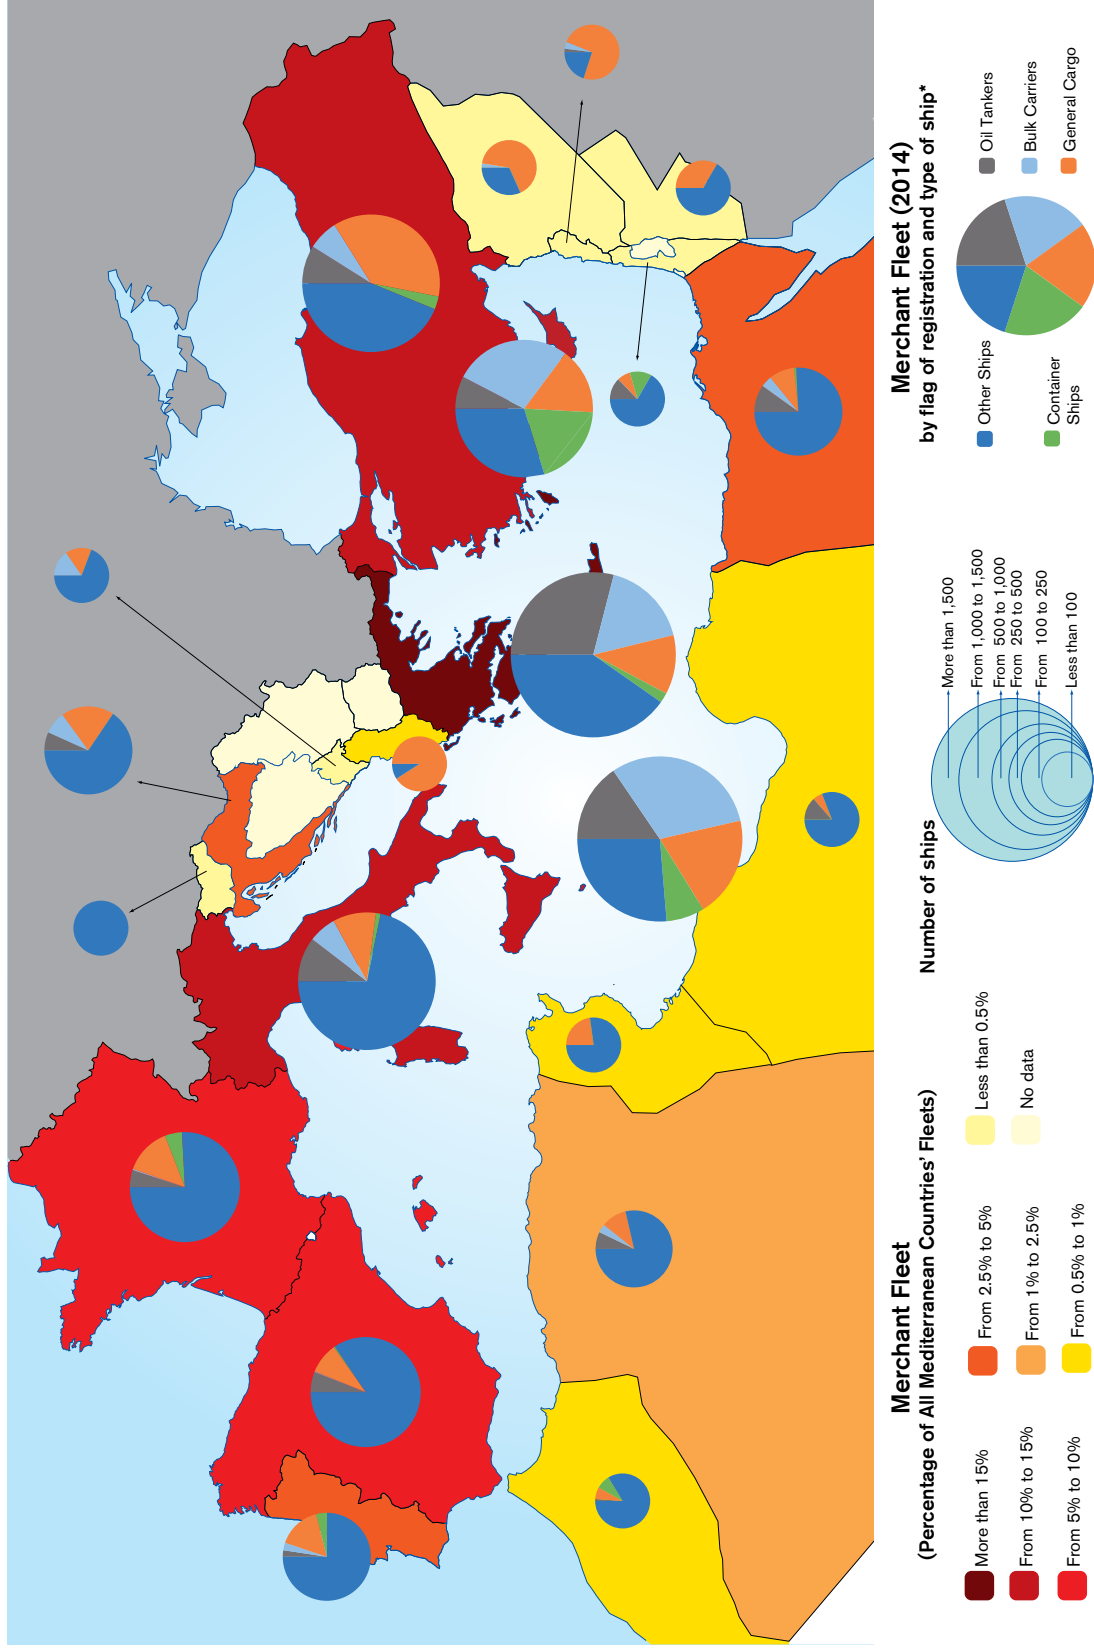 Merchant Fleet
(Percentage of All Mediterranean Countries' Fleets)
More than 15%
From 10% to 15%
From 5% to 10%
From 2.5% to 5%
From 1% to 2.5%
From 0.5% to 1%
Less than 0.5%
No data
Number of ships
More than 1,500
From 1,000 to 1,500
From 500 to 1,000
From 250 to 500
From 100 to 250
Less than 100
Merchant Fleet (2014)
by flag of registration and type of ship*
Other Ships
Container
Ships
Oil Tankers
Bulk Carriers
General Cargo